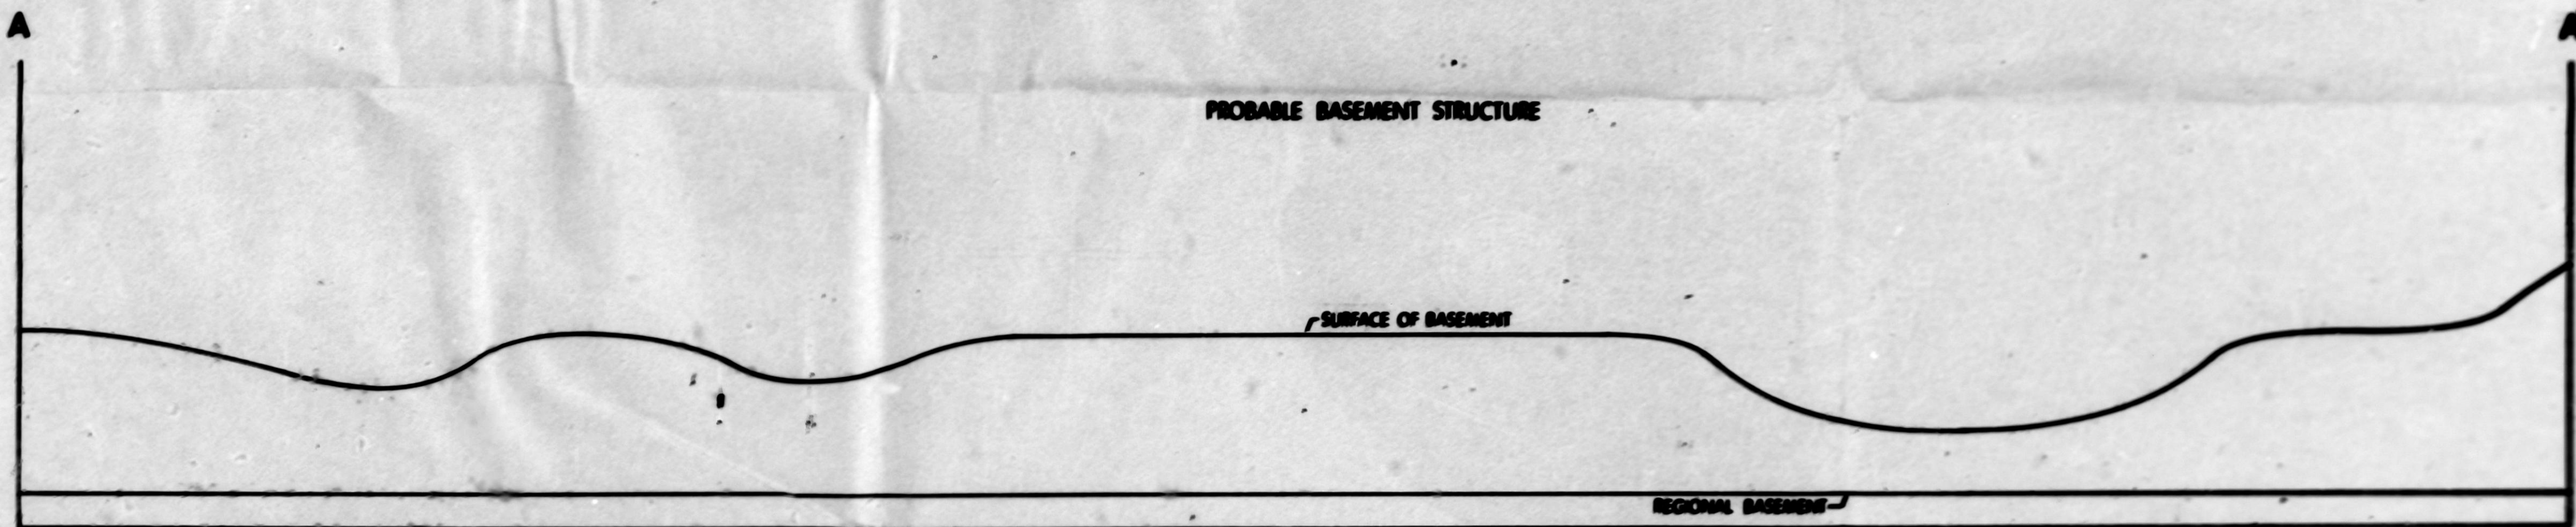 A
A
PROBABLE BASEMENT STRUCTURE
SURFACE OF BASEMENT
REGIONAL BASEMENT